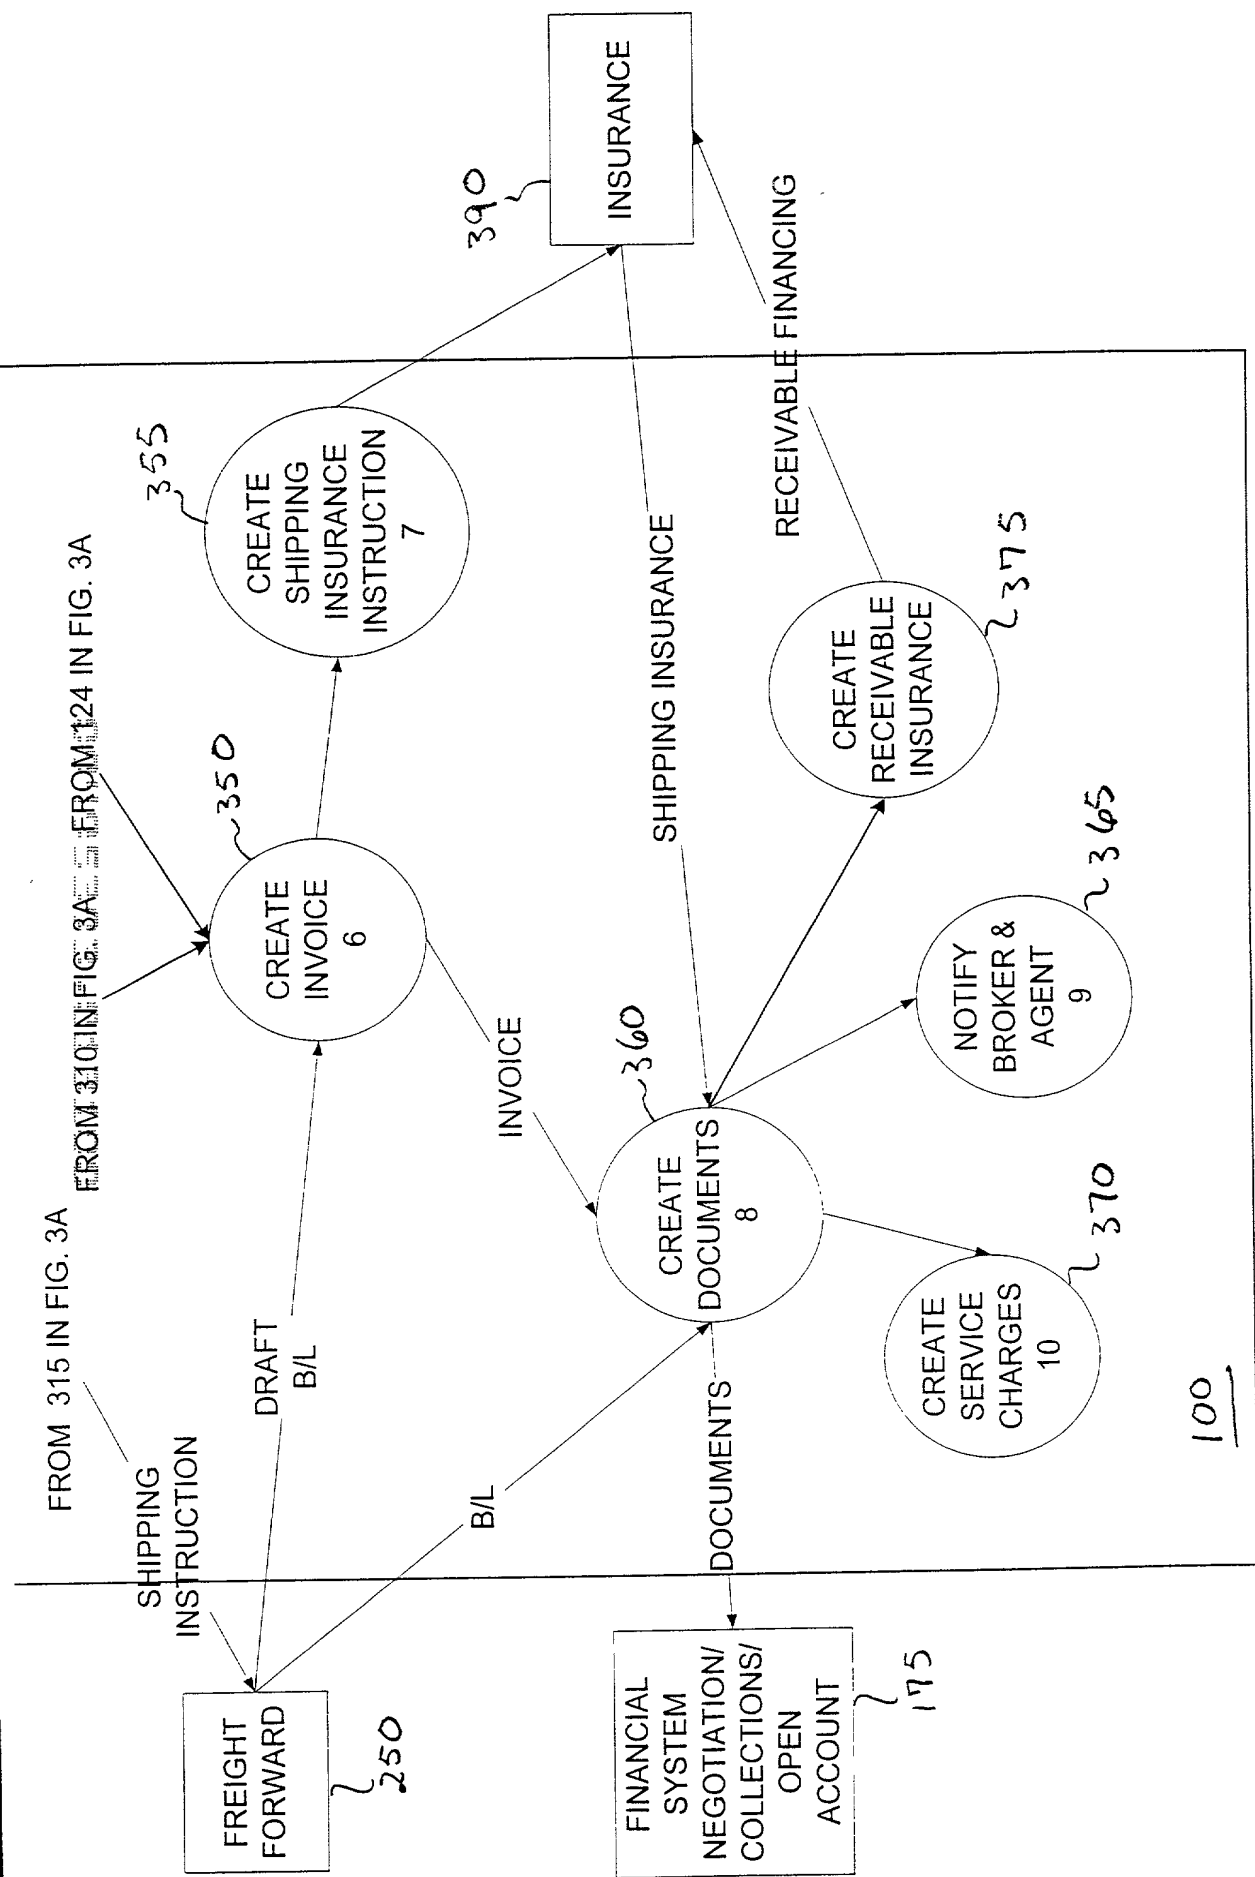 FROM 315 IN FIG. 3A
FROM 310 IN FIG. 3A
FROM 124 IN FIG. 3A
SHIPPING
INSTRUCTION
DRAFT
B/L
FREIGHT
FORWARD
250
CREATE
INVOICE
6
350
CREATE
SHIPPING
INSURANCE
INSTRUCTION
7
355
INSURANCE
390
B/L
INVOICE
SHIPPING INSURANCE
RECEIVABLE FINANCING
CREATE
DOCUMENTS
8
360
DOCUMENTS
FINANCIAL
SYSTEM
NEGOTIATION/
COLLECTIONS/
OPEN
ACCOUNT
175
CREATE
SERVICE
CHARGES
10
370
NOTIFY
BROKER &
AGENT
9
365
CREATE
RECEIVABLE
INSURANCE
375
100